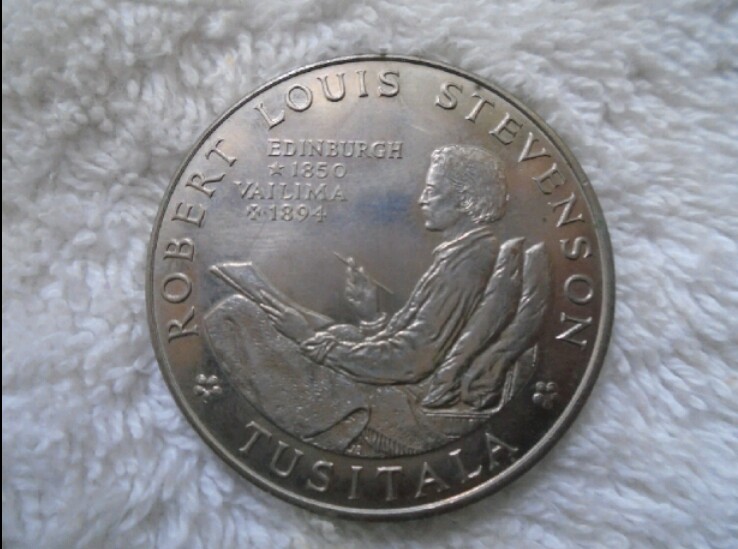 ROBERT LOUIS STEVENSON
EDINBURGH
★ 1850
VAILIMA
✠ 1894
TUSITALA